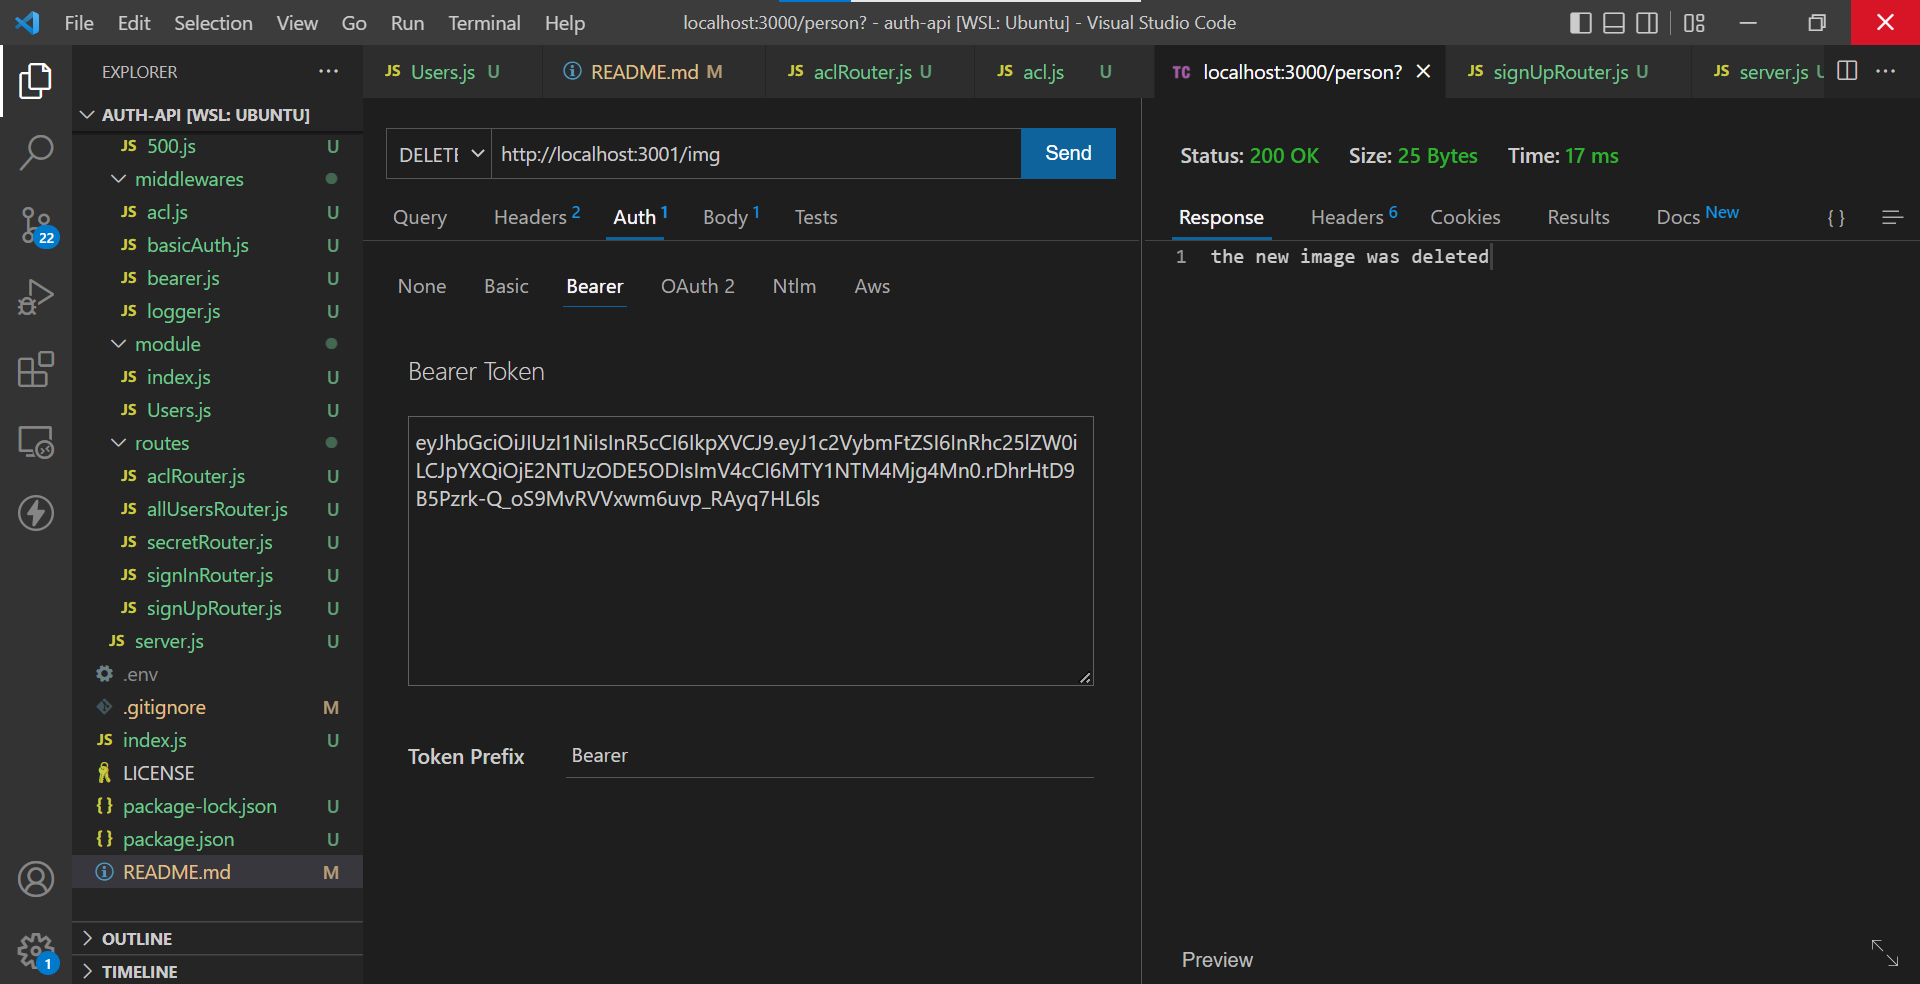 File Edit Selection View Go Run Terminal Help
localhost:3000/person? - auth-api [WSL: Ubuntu] - Visual Studio Code
EXPLORER ···
AUTH-API [WSL: UBUNTU]
JS 500.js U
middlewares
JS acl.js U
JS basicAuth.js U
JS bearer.js U
JS logger.js U
module
JS index.js U
JS Users.js U
routes
JS aclRouter.js U
JS allUsersRouter.js U
JS secretRouter.js U
JS signInRouter.js U
JS signUpRouter.js U
JS server.js U
.env
.gitignore M
JS index.js U
LICENSE
{} package-lock.json U
{} package.json U
README.md M
OUTLINE
TIMELINE
22
1
JS Users.js U
README.md M
JS aclRouter.js U
JS acl.js U
TC localhost:3000/person?
JS signUpRouter.js U
JS server.js U
DELETE http://localhost:3001/img Send
Query Headers 2 Auth 1 Body 1 Tests
None Basic Bearer OAuth 2 Ntlm Aws
Bearer Token
eyJhbGciOiJIUzI1NiIsInR5cCI6IkpXVCJ9.eyJ1c2VybmFtZSI6InRhc25lZW0i
LCJpYXQiOjE2NTUzODE5ODIsImV4cCI6MTY1NTM4Mjg4Mn0.rDhrHtD9
B5Pzrk-Q_oS9MvRVVxwm6uvp_RAyq7HL6ls
Token Prefix Bearer
Status: 200 OK Size: 25 Bytes Time: 17 ms
Response Headers 6 Cookies Results Docs New {}
1 the new image was deleted
Preview